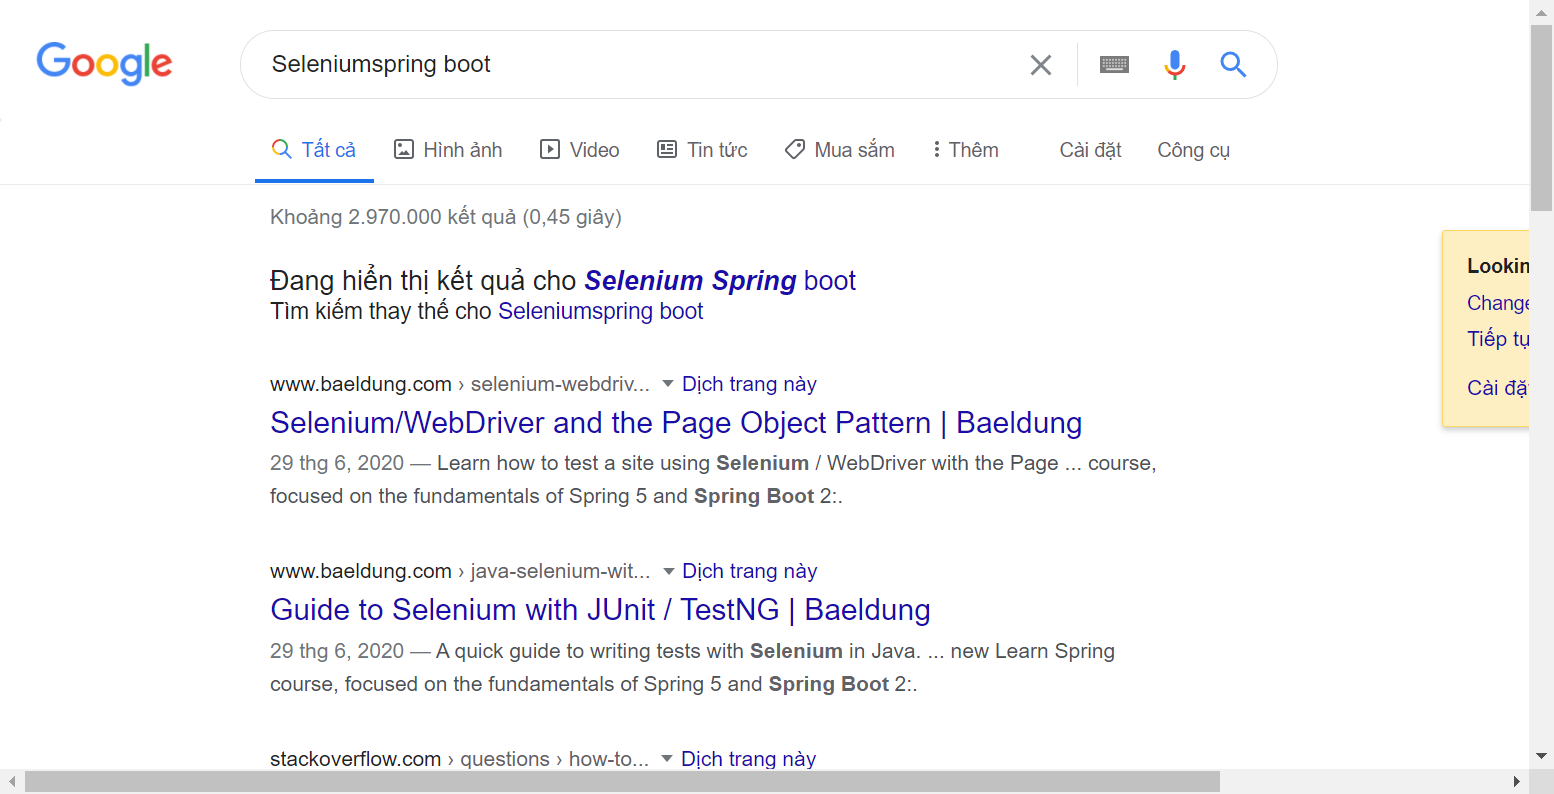 Google
Seleniumspring boot
Tất cả Hình ảnh Video Tin tức Mua sắm Thêm Cài đặt Công cụ
Khoảng 2.970.000 kết quả (0,45 giây)
Lookin
Đang hiển thị kết quả cho Selenium Spring boot
Change
Tìm kiếm thay thế cho Seleniumspring boot
Tiếp tụ
www.baeldung.com › selenium-webdriv... Dịch trang này
Cài đặ
Selenium/WebDriver and the Page Object Pattern | Baeldung
29 thg 6, 2020 — Learn how to test a site using Selenium / WebDriver with the Page ... course,
focused on the fundamentals of Spring 5 and Spring Boot 2:.
www.baeldung.com › java-selenium-wit... Dịch trang này
Guide to Selenium with JUnit / TestNG | Baeldung
29 thg 6, 2020 — A quick guide to writing tests with Selenium in Java. ... new Learn Spring
course, focused on the fundamentals of Spring 5 and Spring Boot 2:.
stackoverflow.com › questions › how-to... Dịch trang này